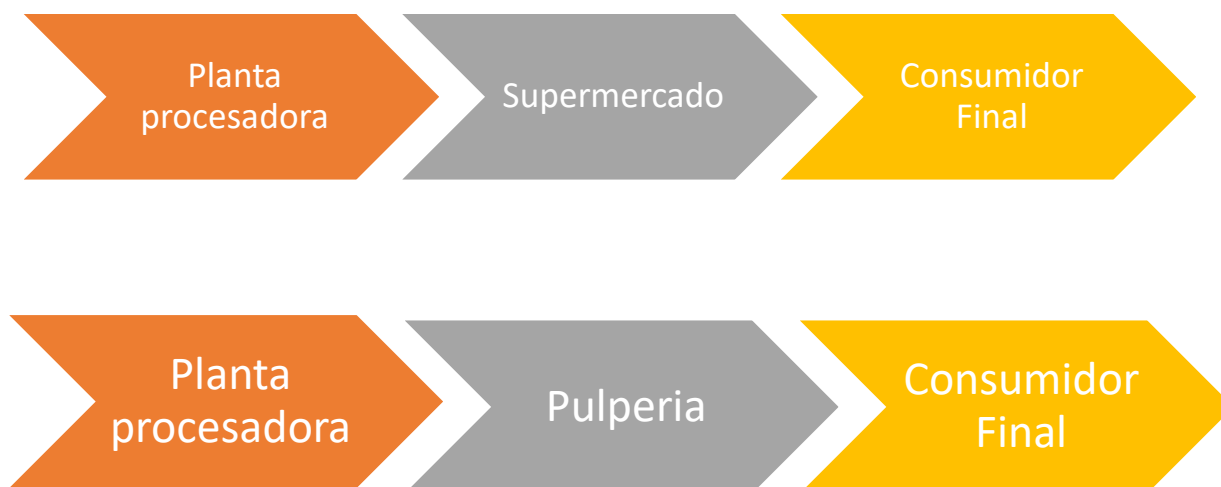 Planta
procesadora
Supermercado
Consumidor
Final
Planta
procesadora
Pulperia
Consumidor
Final